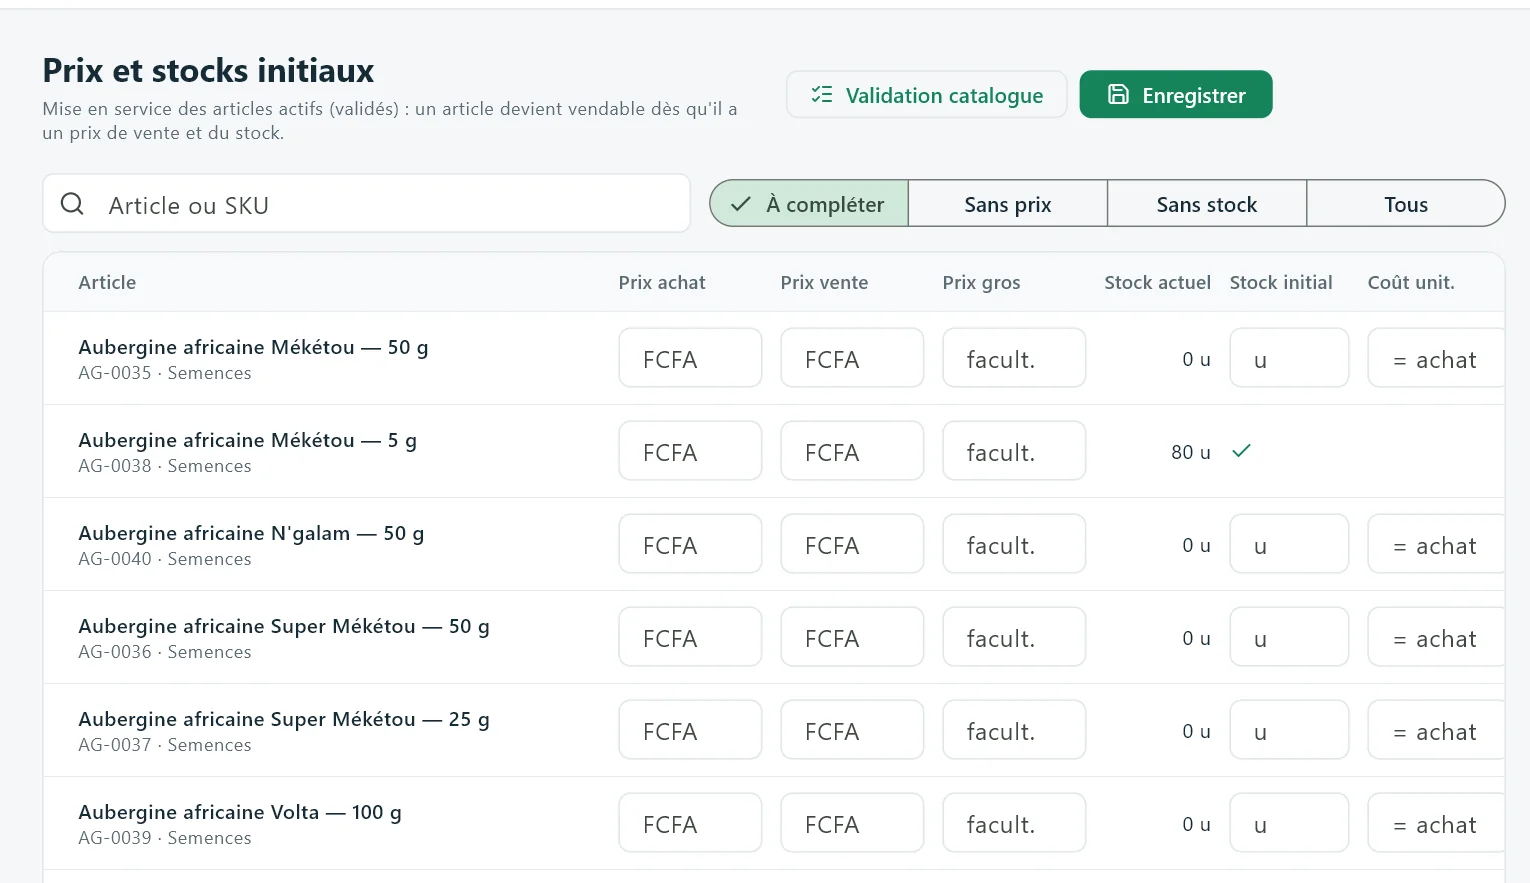 Prix et stocks initiaux
Mise en service des articles actifs (validés) : un article devient vendable dès qu'il a
un prix de vente et du stock.
Validation catalogue
Enregistrer
Article ou SKU
À compléter
Sans prix
Sans stock
Tous
Article Prix achat Prix vente Prix gros Stock actuel Stock initial Coût unit.
Aubergine africaine Mékétou — 50 g
AG-0035 · Semences
FCFA FCFA facult. 0 u u = achat
Aubergine africaine Mékétou — 5 g
AG-0038 · Semences
FCFA FCFA facult. 80 u
Aubergine africaine N'galam — 50 g
AG-0040 · Semences
FCFA FCFA facult. 0 u u = achat
Aubergine africaine Super Mékétou — 50 g
AG-0036 · Semences
FCFA FCFA facult. 0 u u = achat
Aubergine africaine Super Mékétou — 25 g
AG-0037 · Semences
FCFA FCFA facult. 0 u u = achat
Aubergine africaine Volta — 100 g
AG-0039 · Semences
FCFA FCFA facult. 0 u u = achat